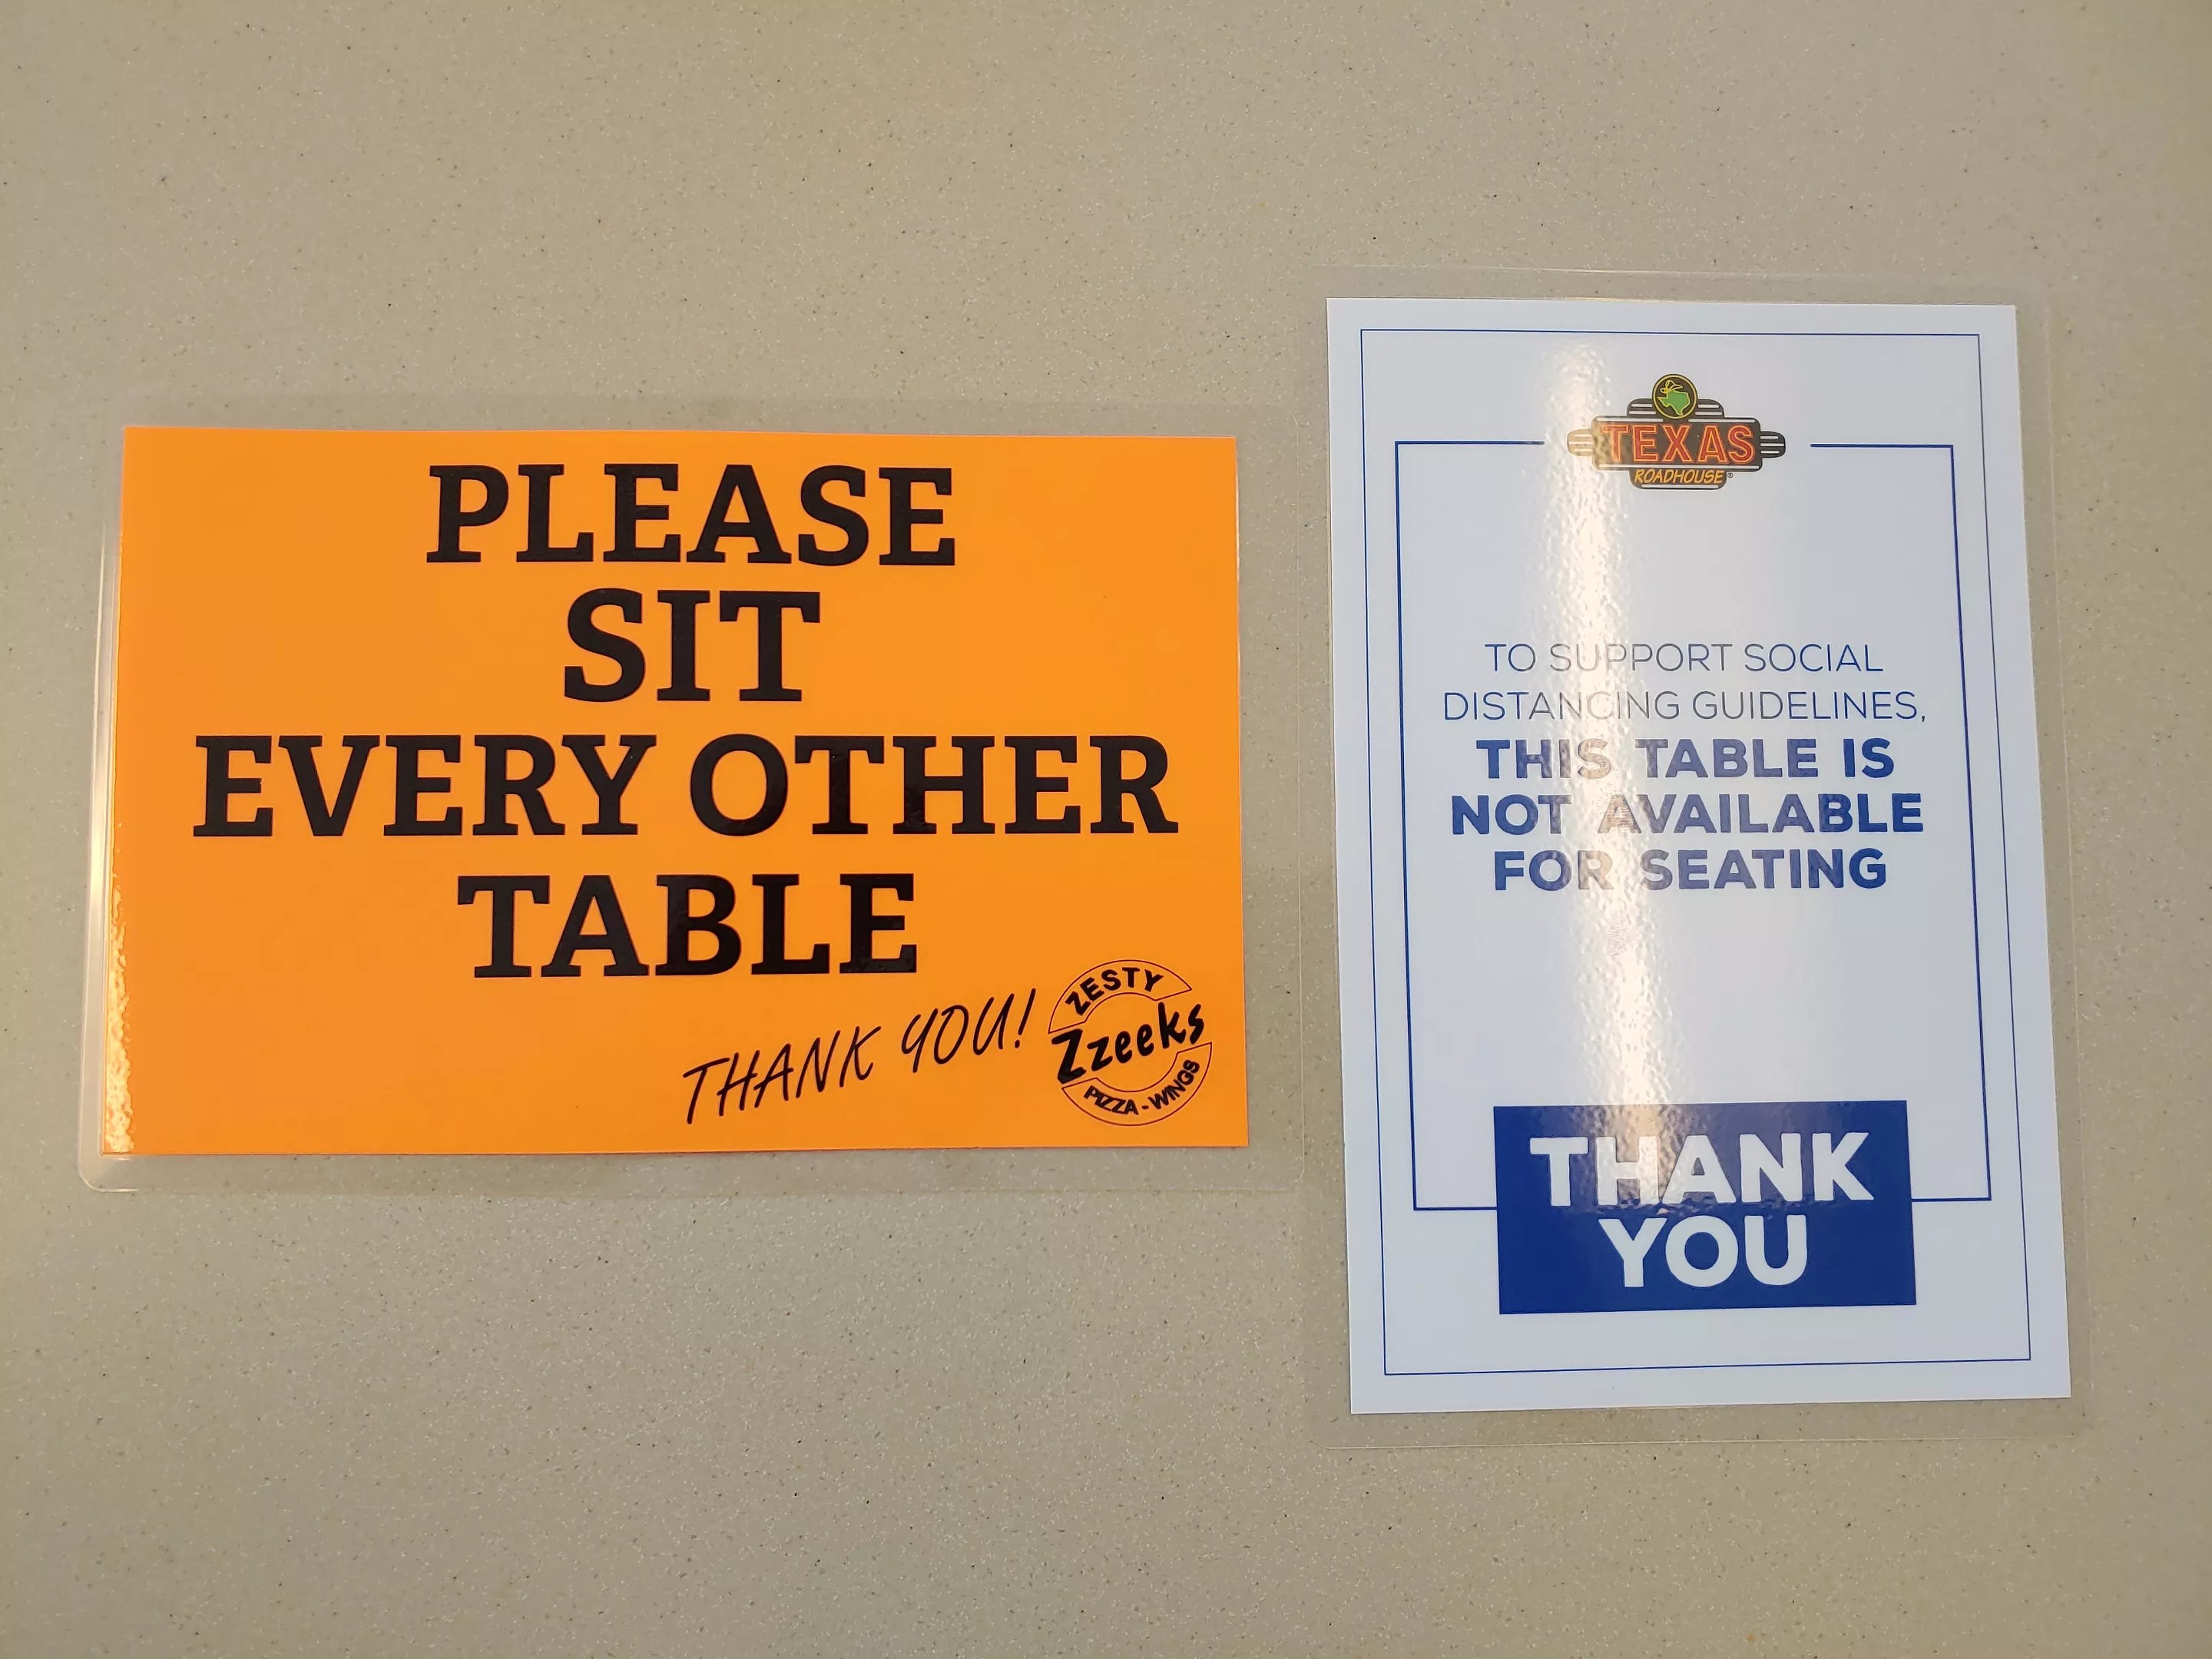 PLEASE
SIT
EVERY OTHER
TABLE
THANK YOU!
ZESTY
Zzeeks
PIZZA - WINGS
TEXAS
ROADHOUSE®
TO SUPPORT SOCIAL
DISTANCING GUIDELINES,
THIS TABLE IS
NOT AVAILABLE
FOR SEATING
THANK
YOU